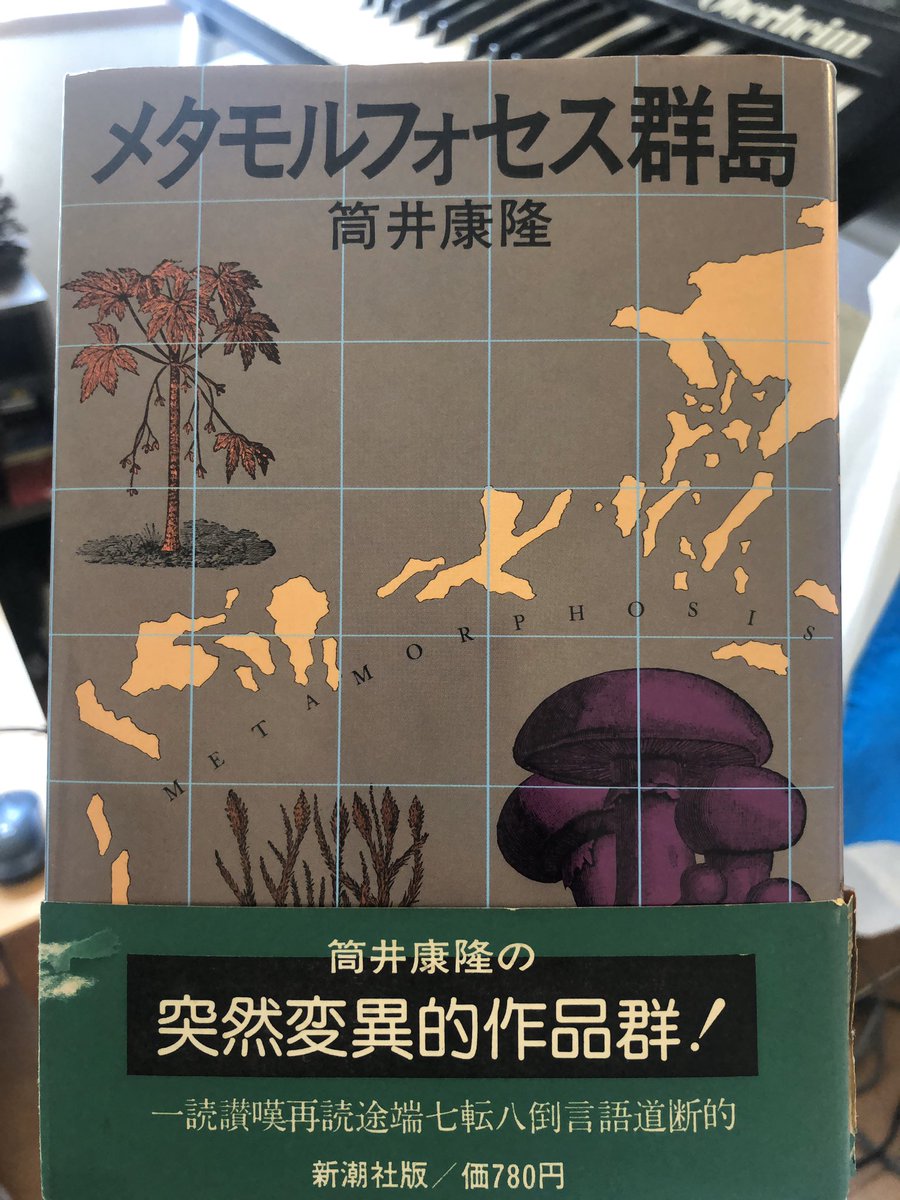 Oberheim
メタモルフォセス群島
筒井康隆
METAMORPHOSIS
筒井康隆の
突然変異的作品群!
一読讃嘆再読途端七転八倒言語道断的
新潮社版/価780円